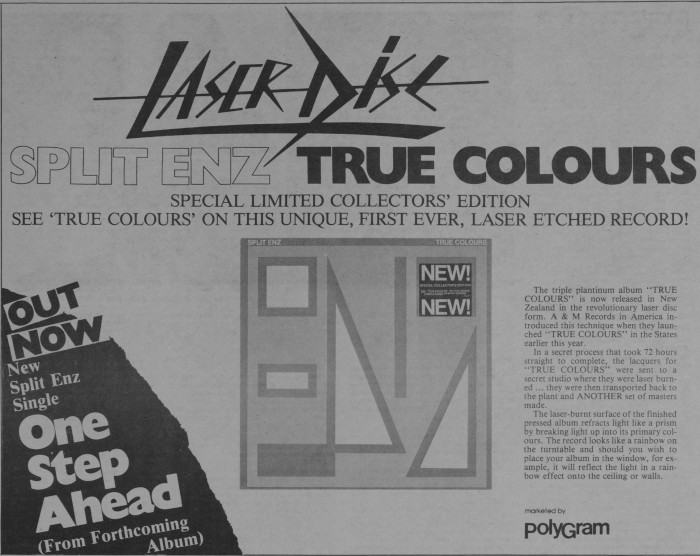 LASER DISC
SPLIT ENZ TRUE COLOURS
SPECIAL LIMITED COLLECTORS' EDITION
SEE 'TRUE COLOURS' ON THIS UNIQUE, FIRST EVER, LASER ETCHED RECORD!
SPLIT ENZ TRUE COLOURS
NEW!
SPECIAL COLLECTORS EDITION
NEW!
OUT
NOW
New
Split Enz
Single
One
Step
Ahead
(From Forthcoming
Album)
The triple plantinum album "TRUE
COLOURS" is now released in New
Zealand in the revolutionary laser disc
form. A & M Records in America in-
troduced this technique when they laun-
ched "TRUE COLOURS" in the States
earlier this year.
In a secret process that took 72 hours
straight to complete, the lacquers for
"TRUE COLOURS" were sent to a
secret studio where they were laser burn-
ed ... they were then transported back to
the plant and ANOTHER set of masters
made.
The laser-burnt surface of the finished
pressed album refracts light like a prism
by breaking light up into its primary col-
ours. The record looks like a rainbow on
the turntable and should you wish to
place your album in the window, for ex-
ample, it will reflect the light in a rain-
bow effect onto the ceiling or walls.
marketed by
polyGram